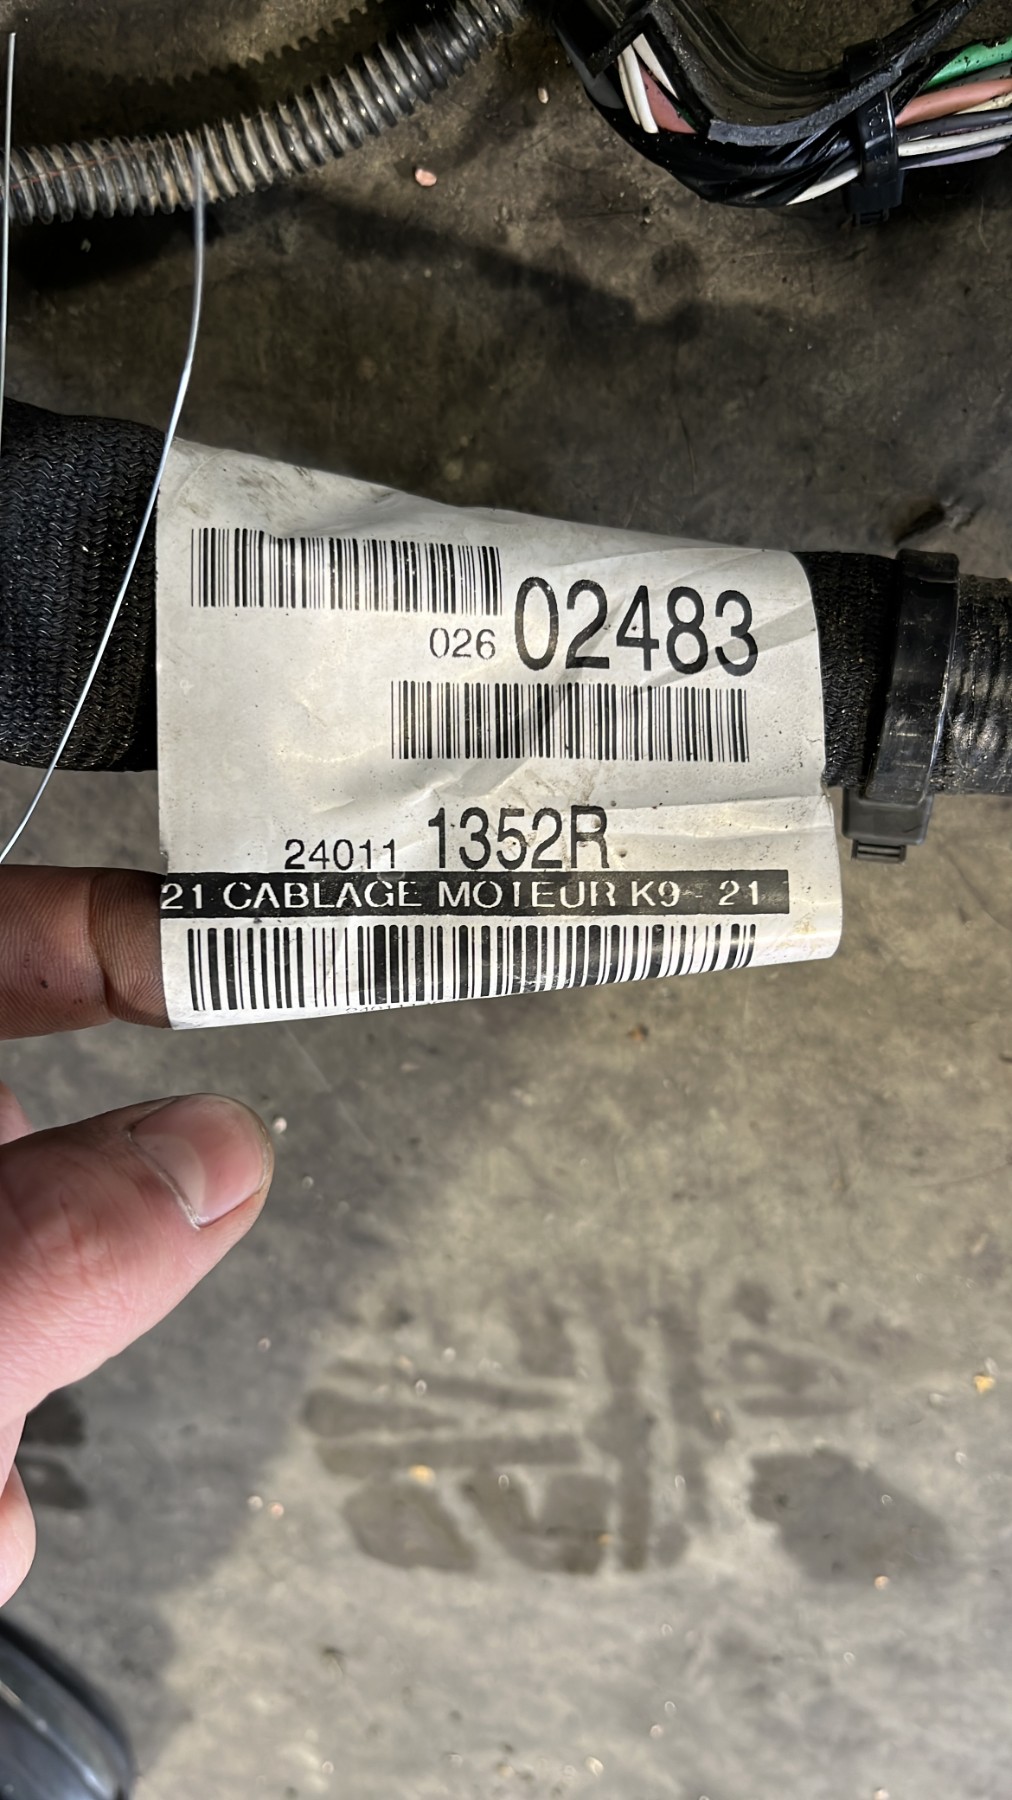 026 02483
24011 1352R
21 CABLAGE MOTEUR K9 - 21